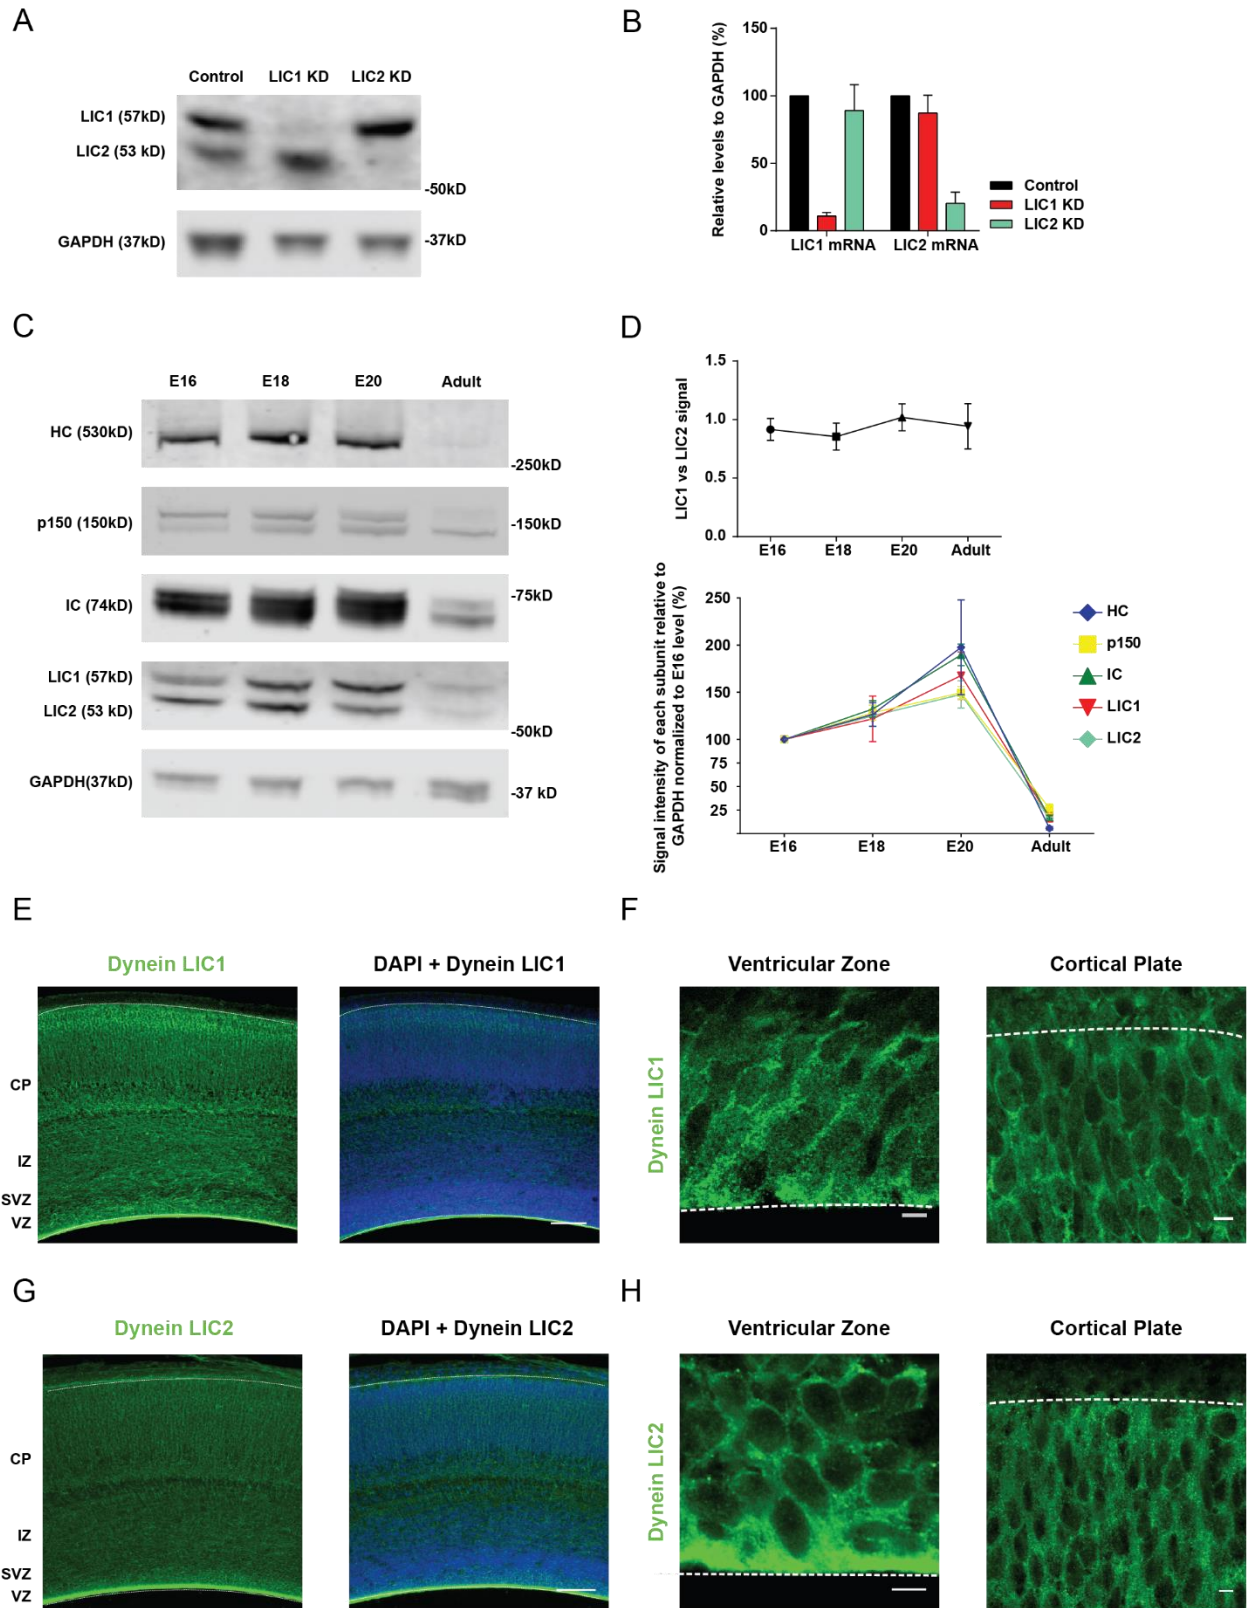 A
Control LIC1 KD LIC2 KD
LIC1 (57kD)
LIC2 (53 kD)
-50kD
GAPDH (37kD)
-37kD
B
Relative levels to GAPDH (%)
150
100
50
0
LIC1 mRNA LIC2 mRNA
Control
LIC1 KD
LIC2 KD
C
E16 E18 E20 Adult
HC (530kD)
-250kD
p150 (150kD)
-150kD
IC (74kD)
-75kD
LIC1 (57kD)
LIC2 (53 kD)
-50kD
GAPDH(37kD)
-37 kD
D
LIC1 vs LIC2 signal
1.5
1.0
0.5
0.0
E16 E18 E20 Adult
Signal intensity of each subunit relative to
GAPDH normalized to E16 level (%)
250
200
150
100
75
50
25
E16 E18 E20 Adult
HC
p150
IC
LIC1
LIC2
E
Dynein LIC1 DAPI + Dynein LIC1
CP
IZ
SVZ
VZ
F
Ventricular Zone Cortical Plate
Dynein LIC1
G
Dynein LIC2 DAPI + Dynein LIC2
CP
IZ
SVZ
VZ
H
Ventricular Zone Cortical Plate
Dynein LIC2